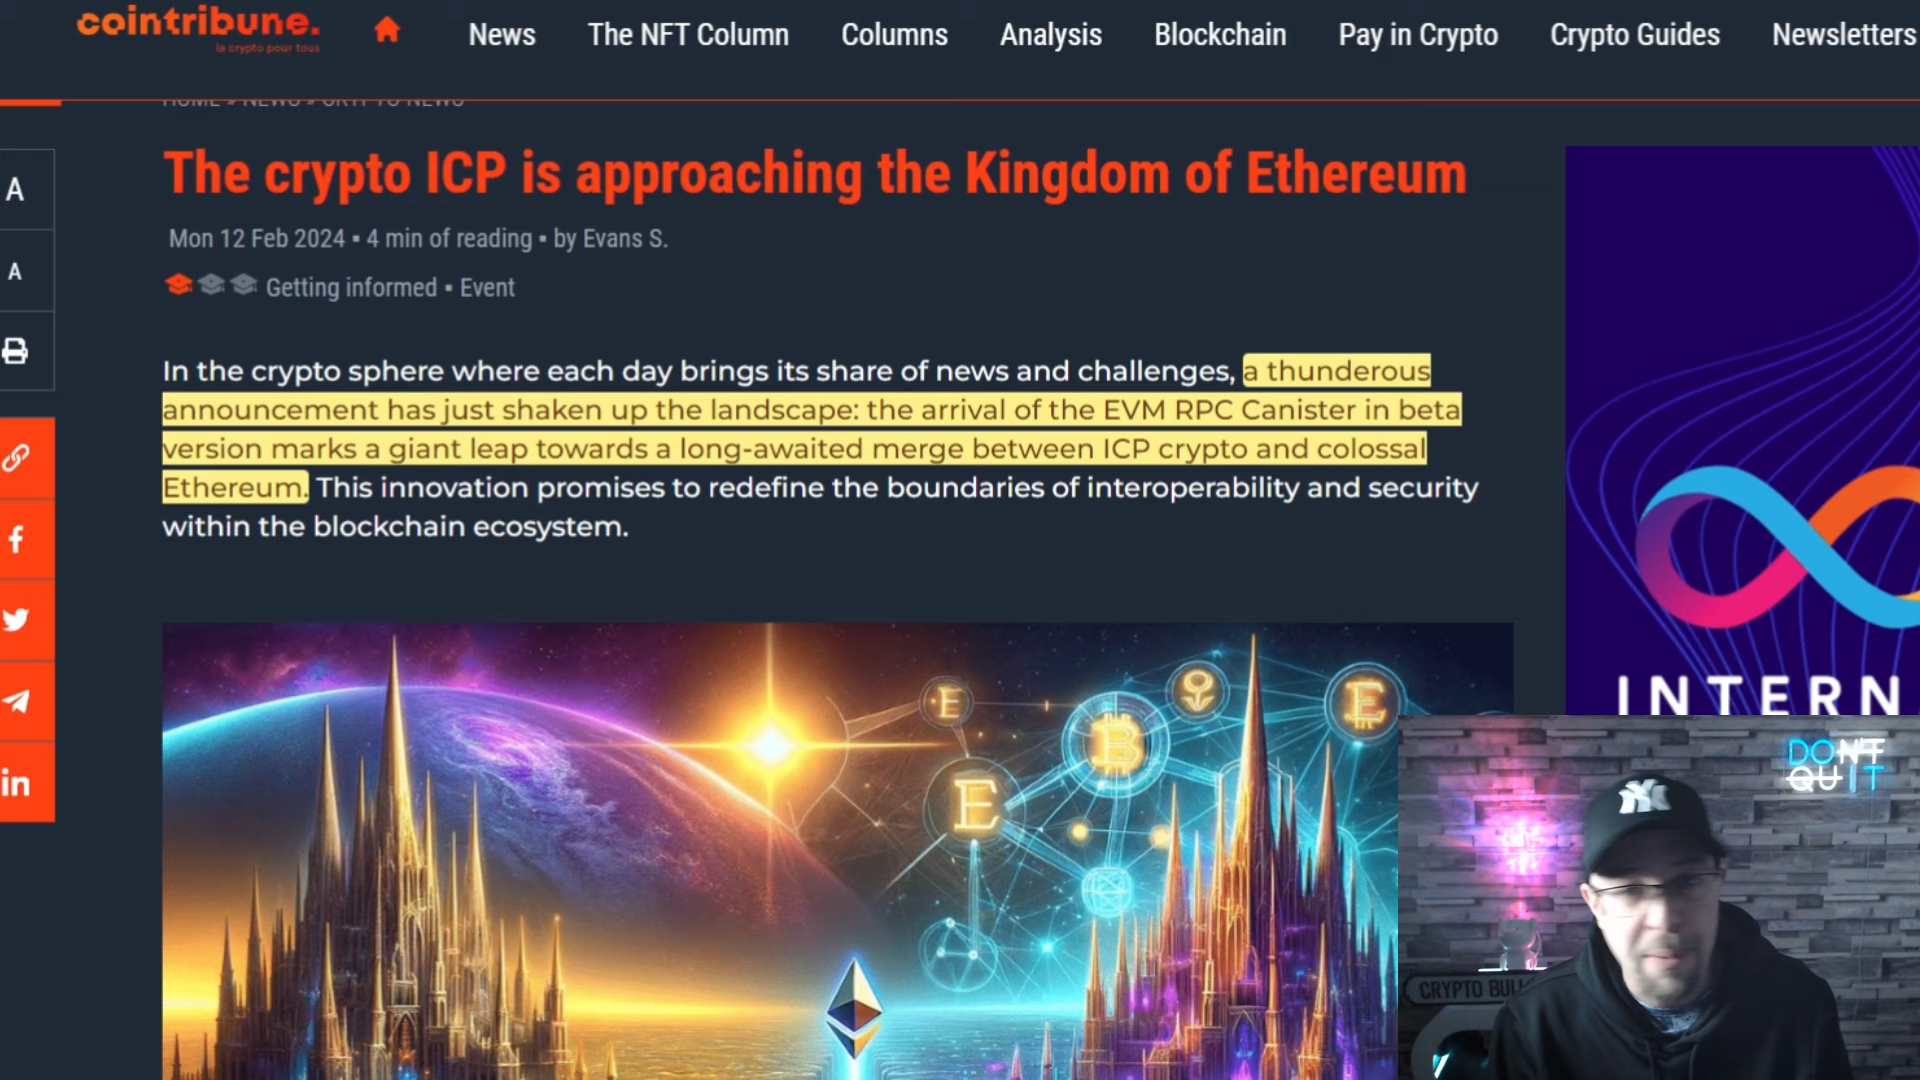 cointribune.
la crypto pour tous
News
The NFT Column
Columns
Analysis
Blockchain
Pay in Crypto
Crypto Guides
Newsletters
HOME » NEWS » CRYPTO NEWS
The crypto ICP is approaching the Kingdom of Ethereum
Mon 12 Feb 2024 ▪ 4 min of reading ▪ by Evans S.
Getting informed ▪ Event
A
A
In the crypto sphere where each day brings its share of news and challenges, a thunderous
announcement has just shaken up the landscape: the arrival of the EVM RPC Canister in beta
version marks a giant leap towards a long-awaited merge between ICP crypto and colossal
Ethereum. This innovation promises to redefine the boundaries of interoperability and security
within the blockchain ecosystem.
f
in
E
B
E
E
INTERN
DON'T
QUIT
NY
CRYPTO BUL